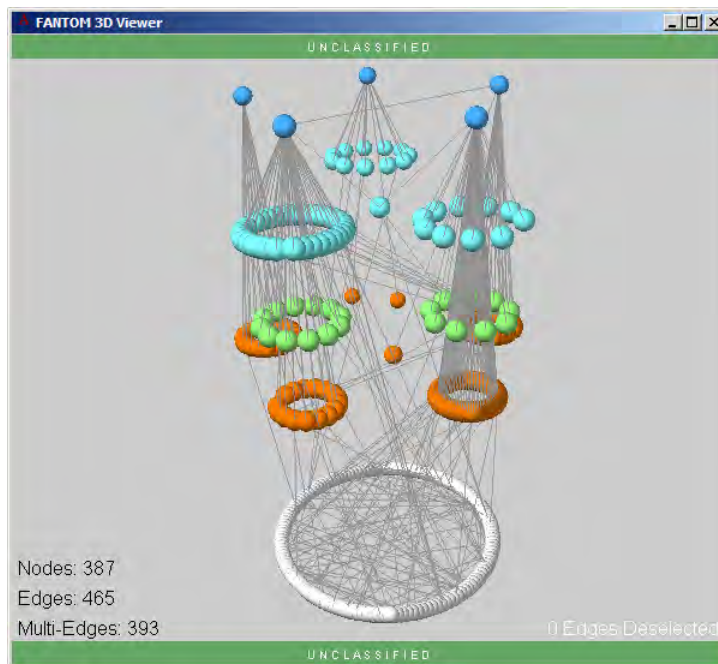 FANTOM 3D Viewer
UNCLASSIFIED
Nodes: 387
Edges: 465
Multi-Edges: 393
0 Edges Deselected
UNCLASSIFIED